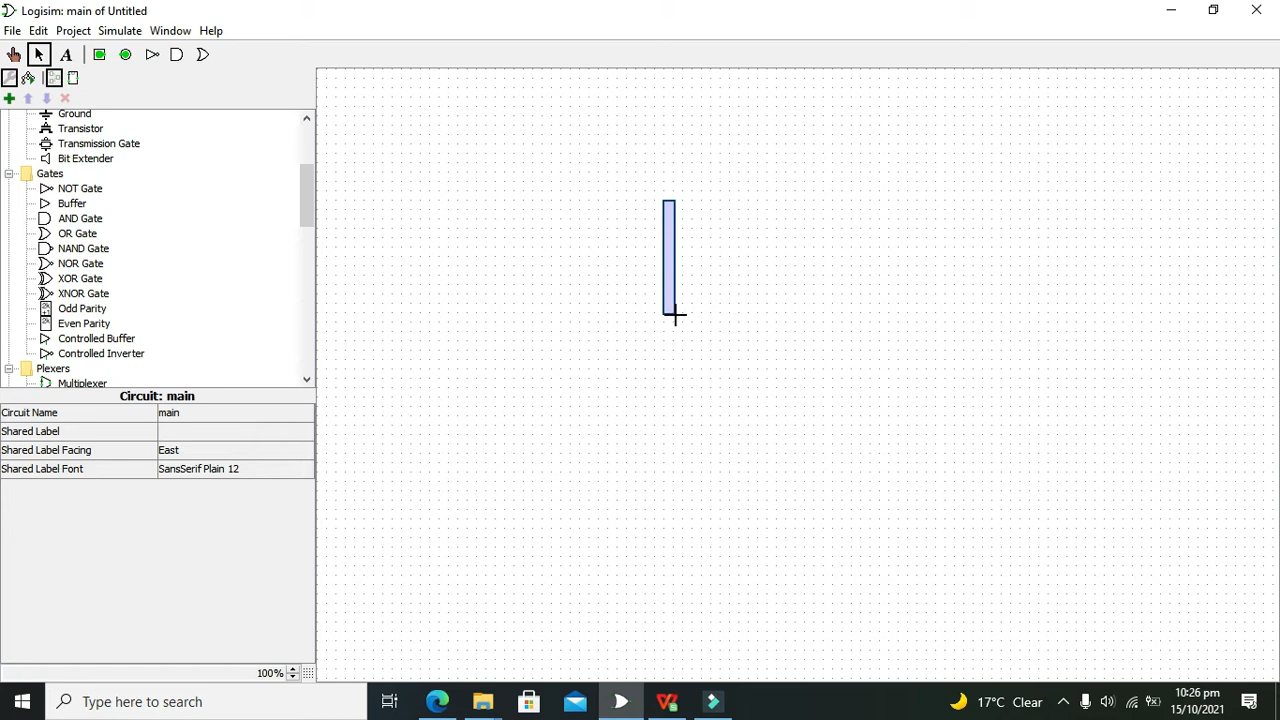 Logisim: main of Untitled
File Edit Project Simulate Window Help
A
Ground
Transistor
Transmission Gate
Bit Extender
Gates
NOT Gate
Buffer
AND Gate
OR Gate
NAND Gate
NOR Gate
XOR Gate
XNOR Gate
Odd Parity
Even Parity
Controlled Buffer
Controlled Inverter
Plexers
Multiplexer
Circuit: main
Circuit Name main
Shared Label
Shared Label Facing East
Shared Label Font SansSerif Plain 12
100%
Type here to search
17°C Clear
10:26 pm
15/10/2021